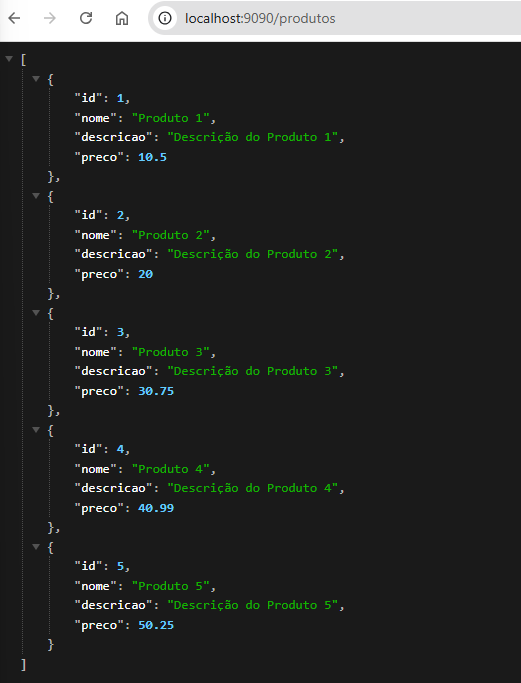 localhost:9090/produtos
[
{
"id": 1,
"nome": "Produto 1",
"descricao": "Descrição do Produto 1",
"preco": 10.5
},
{
"id": 2,
"nome": "Produto 2",
"descricao": "Descrição do Produto 2",
"preco": 20
},
{
"id": 3,
"nome": "Produto 3",
"descricao": "Descrição do Produto 3",
"preco": 30.75
},
{
"id": 4,
"nome": "Produto 4",
"descricao": "Descrição do Produto 4",
"preco": 40.99
},
{
"id": 5,
"nome": "Produto 5",
"descricao": "Descrição do Produto 5",
"preco": 50.25
}
]